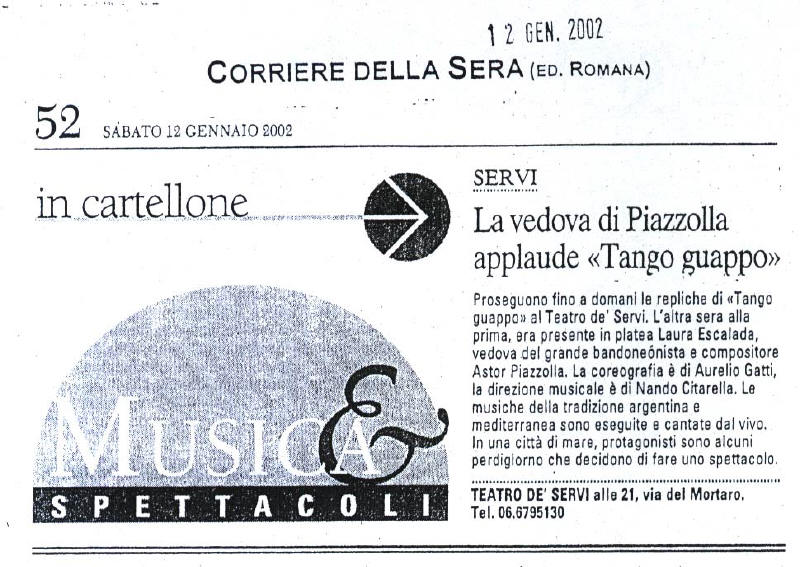 12 GEN. 2002
CORRIERE DELLA SERA (ED. ROMANA)
52 SABATO 12 GENNAIO 2002
in cartellone
MUSICA &
SPETTACOLI
SERVI
La vedova di Piazzolla
applaude «Tango guappo»
Proseguono fino a domani le repliche di «Tango
guappo» al Teatro de' Servi. L'altra sera alla
prima, era presente in platea Laura Escalada,
vedova del grande bandoneónista e compositore
Astor Piazzolla. La coreografia è di Aurelio Gatti,
la direzione musicale è di Nando Citarella. Le
musiche della tradizione argentina e
mediterranea sono eseguite e cantate dal vivo.
In una città di mare, protagonisti sono alcuni
perdigiorno che decidono di fare uno spettacolo.
TEATRO DE' SERVI alle 21, via del Mortaro.
Tel. 06.6795130